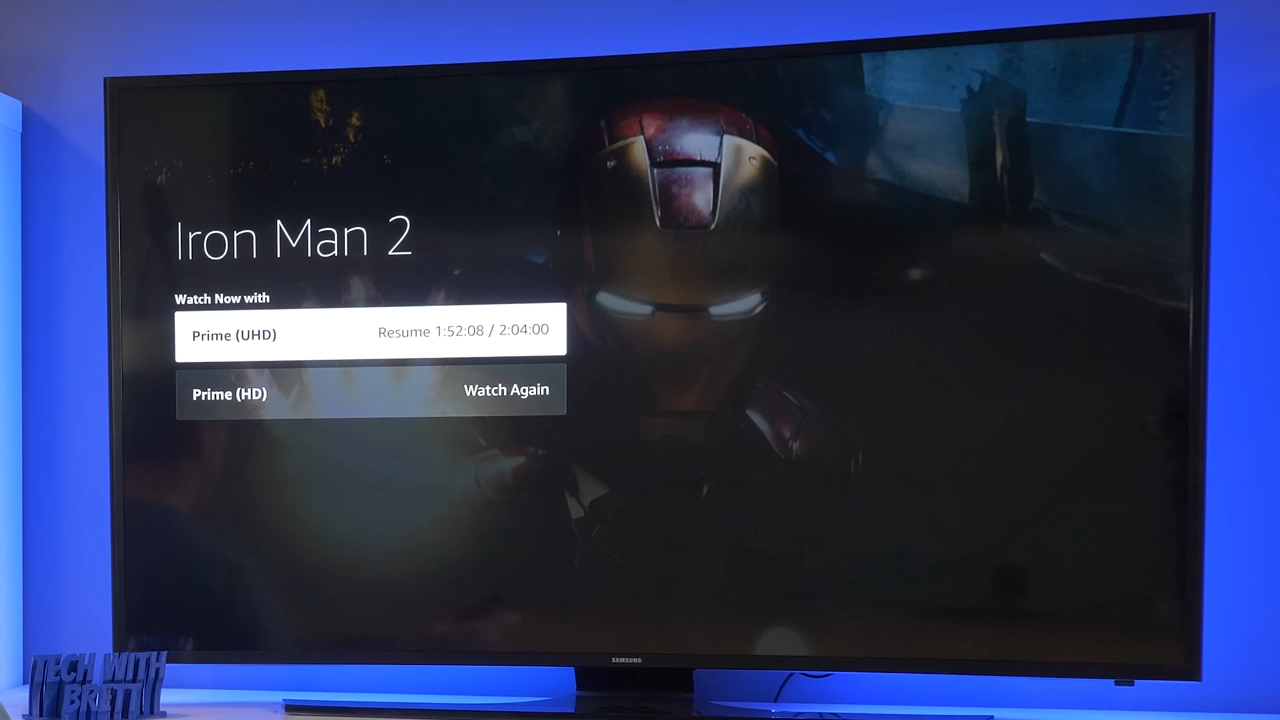 Iron Man 2
Watch Now with
Prime (UHD) Resume 1:52:08 / 2:04:00
Prime (HD) Watch Again
SAMSUNG
TECH WITH
BRETT